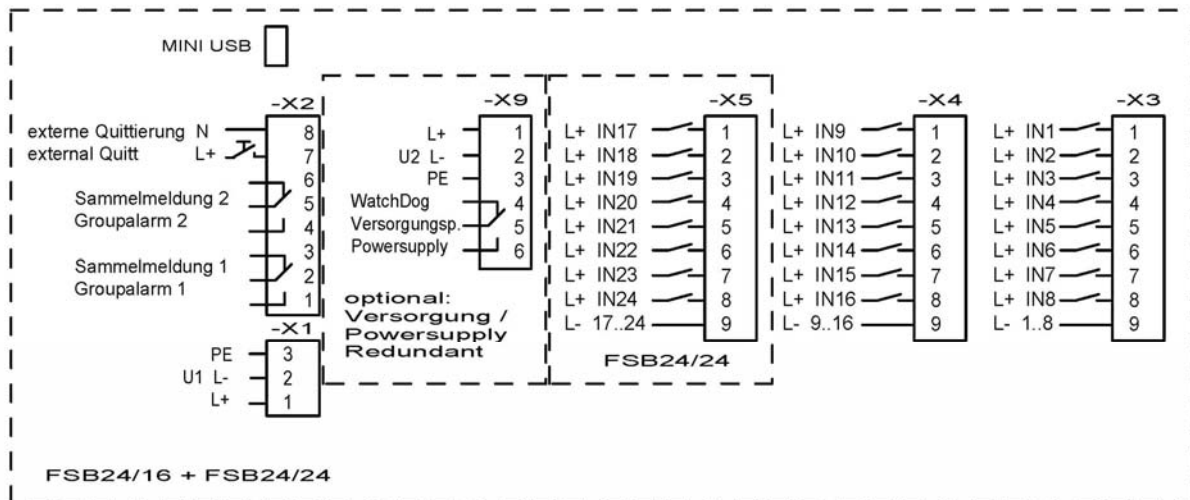 MINI USB
-X2
externe Quittierung N 8
external Quitt L+ 7
6
Sammelmeldung 2 5
Groupalarm 2 4
3
Sammelmeldung 1 2
Groupalarm 1 1
-X1
PE 3
U1 L- 2
L+ 1
-X9
L+ 1
U2 L- 2
PE 3
WatchDog 4
Versorgungsp. 5
Powersupply 6
optional:
Versorgung /
Powersupply
Redundant
-X5
L+ IN17 1
L+ IN18 2
L+ IN19 3
L+ IN20 4
L+ IN21 5
L+ IN22 6
L+ IN23 7
L+ IN24 8
L- 17..24 9
FSB24/24
-X4
L+ IN9 1
L+ IN10 2
L+ IN11 3
L+ IN12 4
L+ IN13 5
L+ IN14 6
L+ IN15 7
L+ IN16 8
L- 9..16 9
-X3
L+ IN1 1
L+ IN2 2
L+ IN3 3
L+ IN4 4
L+ IN5 5
L+ IN6 6
L+ IN7 7
L+ IN8 8
L- 1..8 9
FSB24/16 + FSB24/24